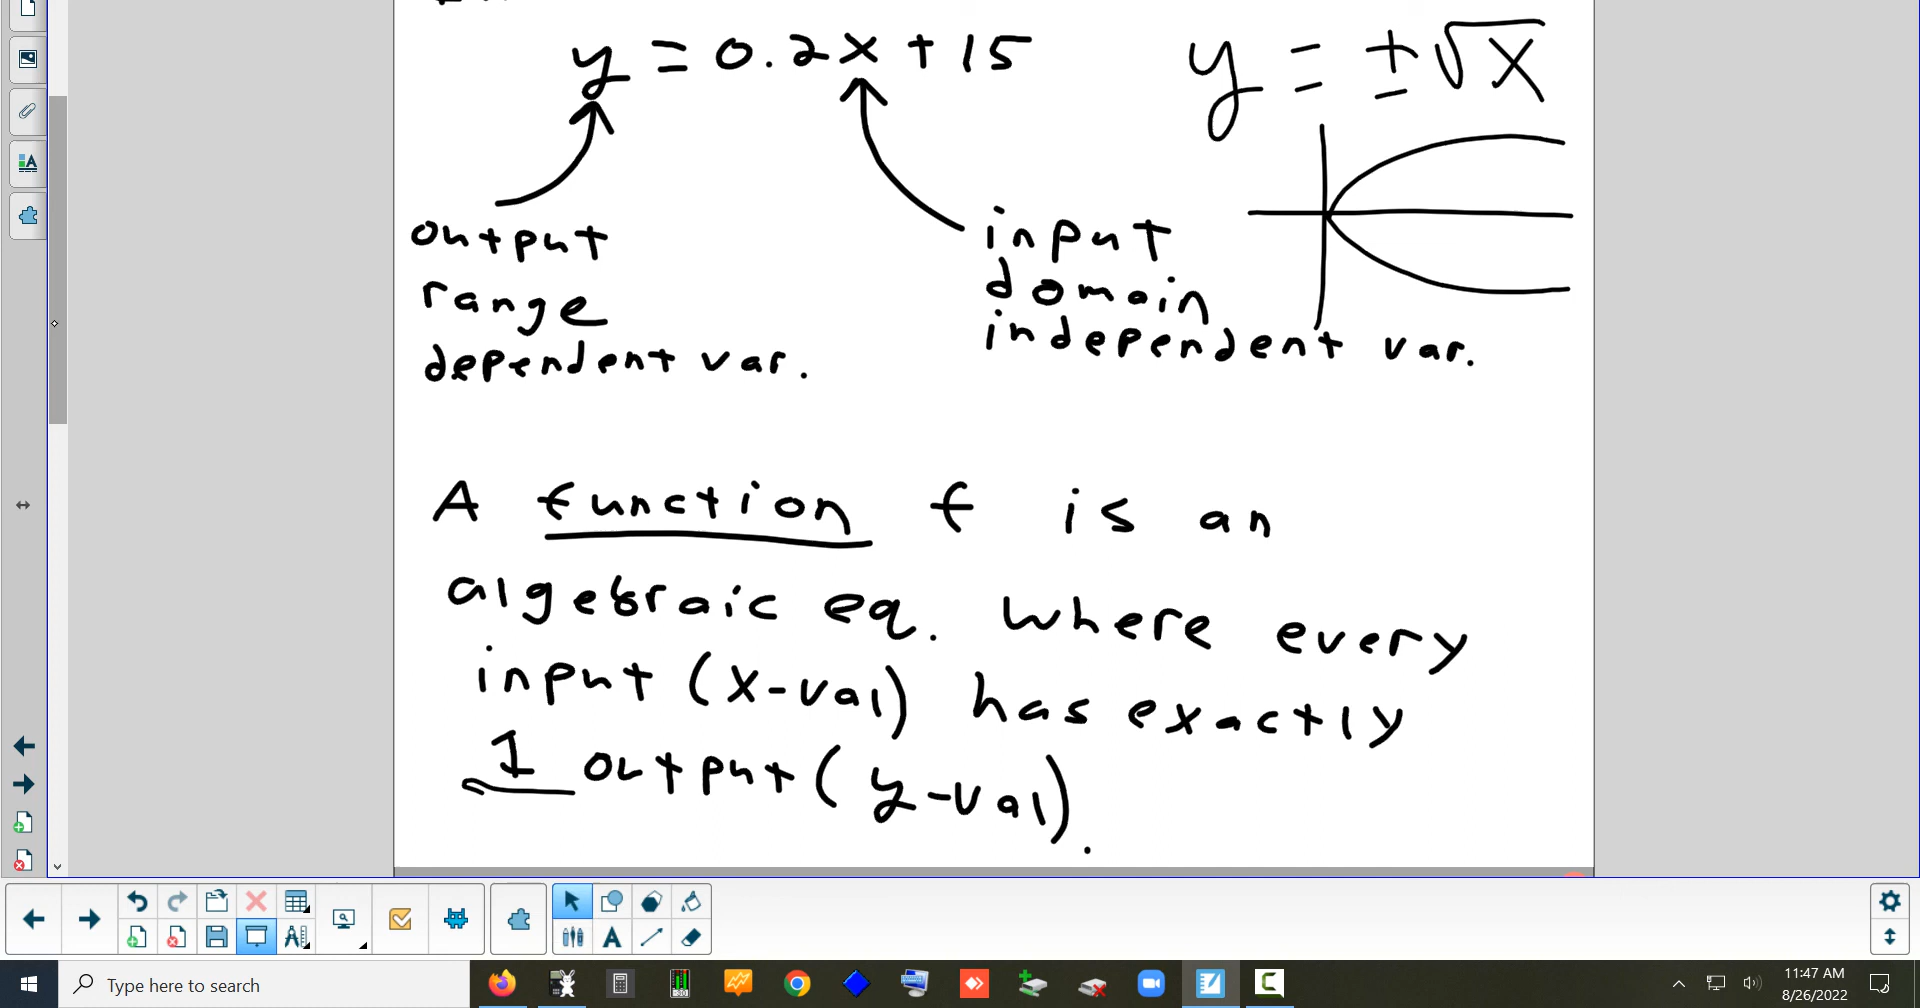 y = 0.2x + 15
y = ±√x
output
range
dependent var.
input
domain
independent var.
A function f is an
algebraic eq. where every
input (x-val) has exactly
1 output (y-val).
Type here to search
11:47 AM
8/26/2022